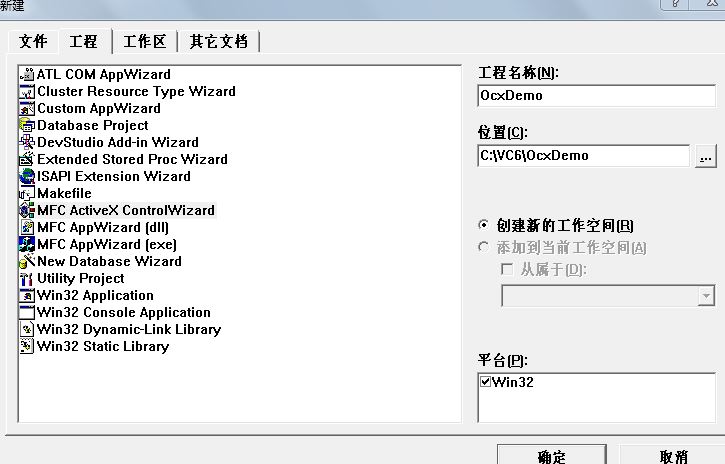 新建
文件 工程 工作区 其它文档
ATL COM AppWizard
Cluster Resource Type Wizard
Custom AppWizard
Database Project
DevStudio Add-in Wizard
Extended Stored Proc Wizard
ISAPI Extension Wizard
Makefile
MFC ActiveX ControlWizard
MFC AppWizard (dll)
MFC AppWizard (exe)
New Database Wizard
Utility Project
Win32 Application
Win32 Console Application
Win32 Dynamic-Link Library
Win32 Static Library
工程名称(N):
OcxDemo
位置(C):
C:\VC6\OcxDemo
...
创建新的工作空间(R)
添加到当前工作空间(A)
从属于(D):
平台(P):
Win32
确定 取消